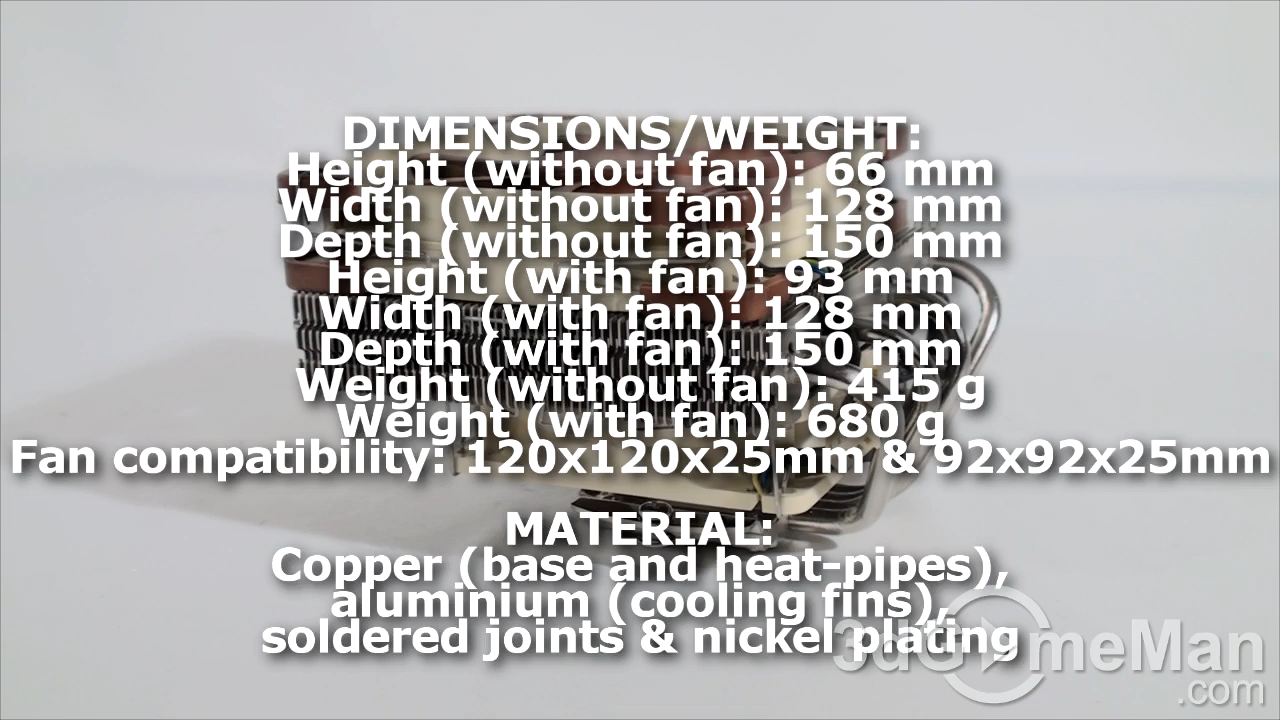 DIMENSIONS/WEIGHT:
Height (without fan): 66 mm
Width (without fan): 128 mm
Depth (without fan): 150 mm
Height (with fan): 93 mm
Width (with fan): 128 mm
Depth (with fan): 150 mm
Weight (without fan): 415 g
Weight (with fan): 680 g
Fan compatibility: 120x120x25mm & 92x92x25mm
MATERIAL:
Copper (base and heat-pipes),
aluminium (cooling fins),
soldered joints & nickel plating
3dGameMan
.com